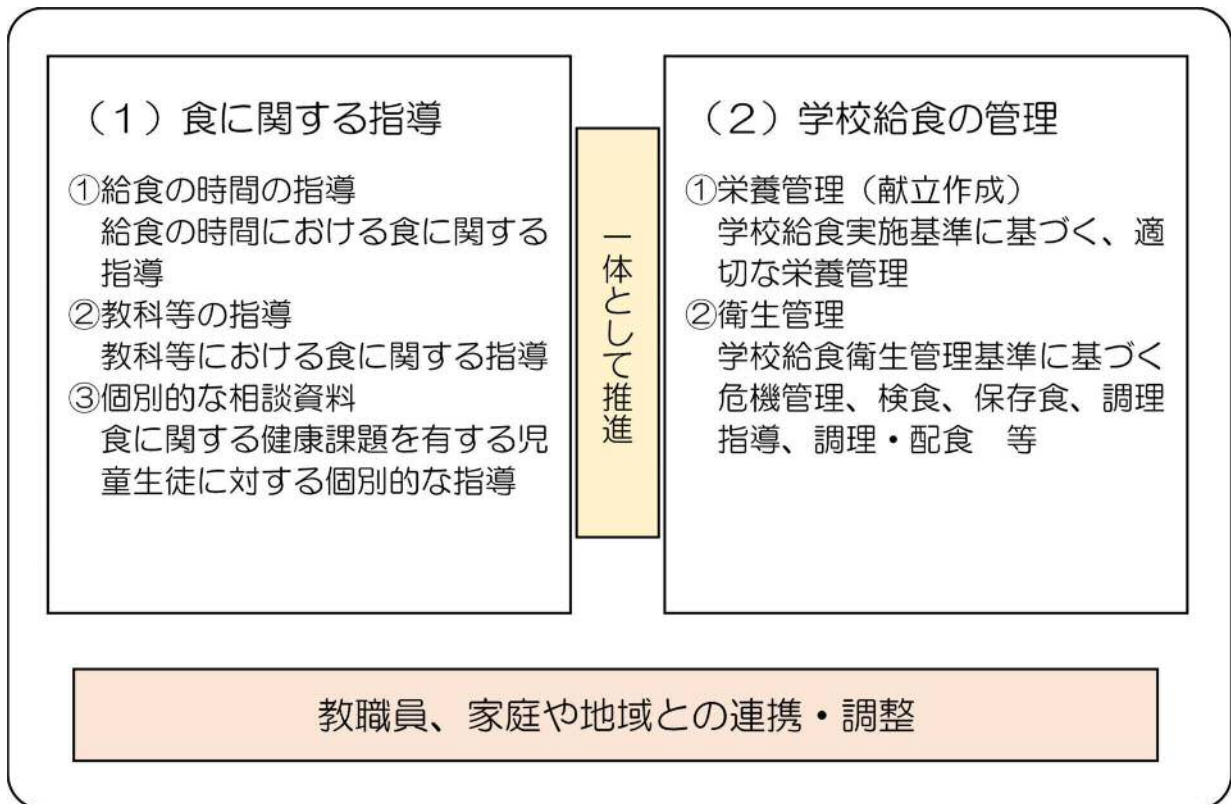 （１）食に関する指導
①給食の時間の指導
給食の時間における食に関する
指導
②教科等の指導
教科等における食に関する指導
③個別的な相談資料
食に関する健康課題を有する児
童生徒に対する個別的な指導
一体として推進
（２）学校給食の管理
①栄養管理（献立作成）
学校給食実施基準に基づく、適
切な栄養管理
②衛生管理
学校給食衛生管理基準に基づく
危機管理、検食、保存食、調理
指導、調理・配食　等
教職員、家庭や地域との連携・調整